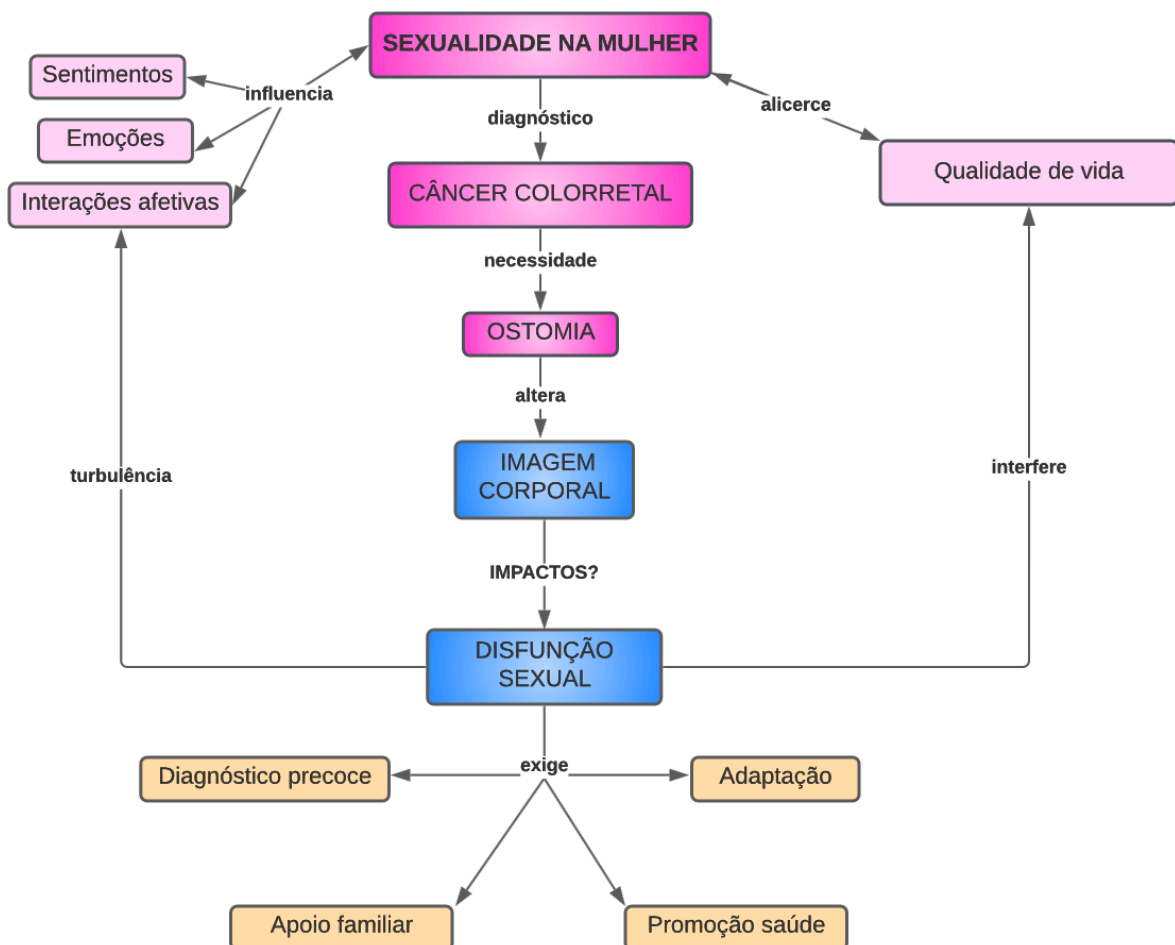 SEXUALIDADE NA MULHER
Sentimentos
influencia
alicerce
diagnóstico
Emoções
Qualidade de vida
Interações afetivas
CÂNCER COLORRETAL
necessidade
OSTOMIA
altera
IMAGEM
CORPORAL
turbulência
interfere
IMPACTOS?
DISFUNÇÃO
SEXUAL
exige
Diagnóstico precoce
Adaptação
Apoio familiar
Promoção saúde